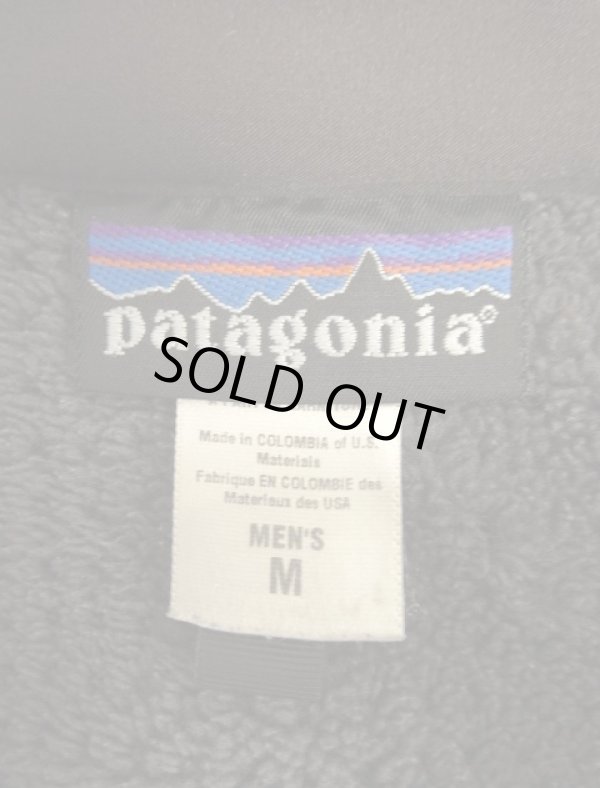 patagonia®
SOLD OUT
Made in COLOMBIA of U.S.
Materials
Fabrique EN COLOMBIE des
Materiaux des USA
MEN'S
M